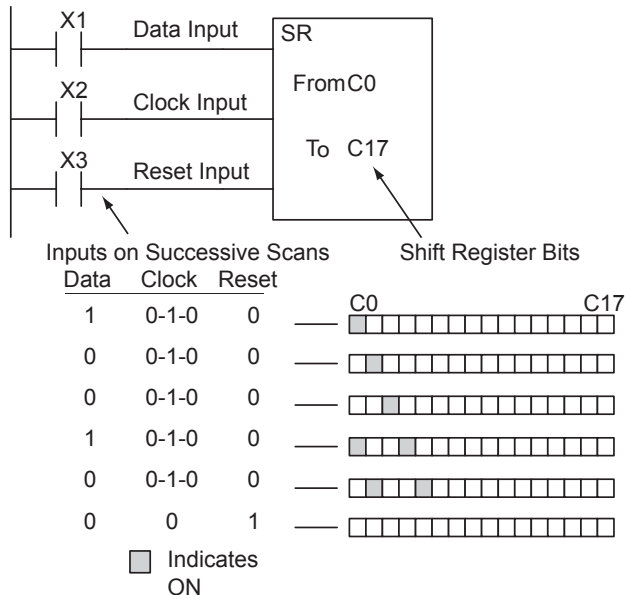 X1
Data Input
SR
X2
Clock Input
From C0
X3
Reset Input
To C17
Inputs on Successive Scans
Shift Register Bits
Data Clock Reset
C0 C17
1 0-1-0 0
0 0-1-0 0
0 0-1-0 0
1 0-1-0 0
0 0-1-0 0
0 0 1
Indicates
ON